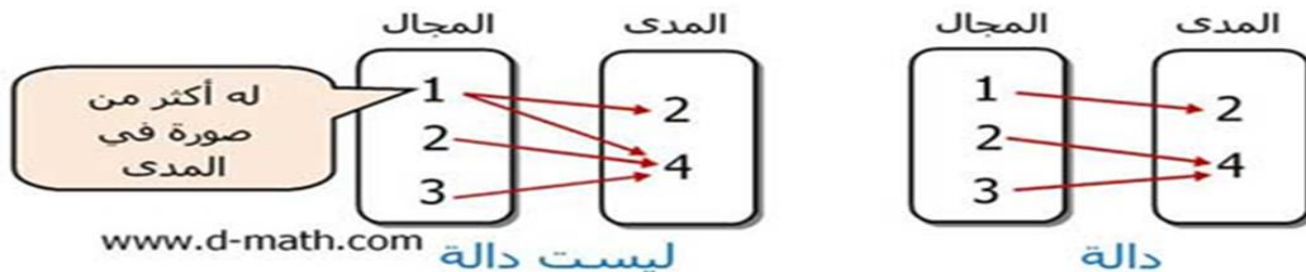 المدى
المجال
1
2
3
2
4
دالة
المدى
المجال
له أكثر من
صورة في
المدى
1
2
3
2
4
ليست دالة
www.d-math.com